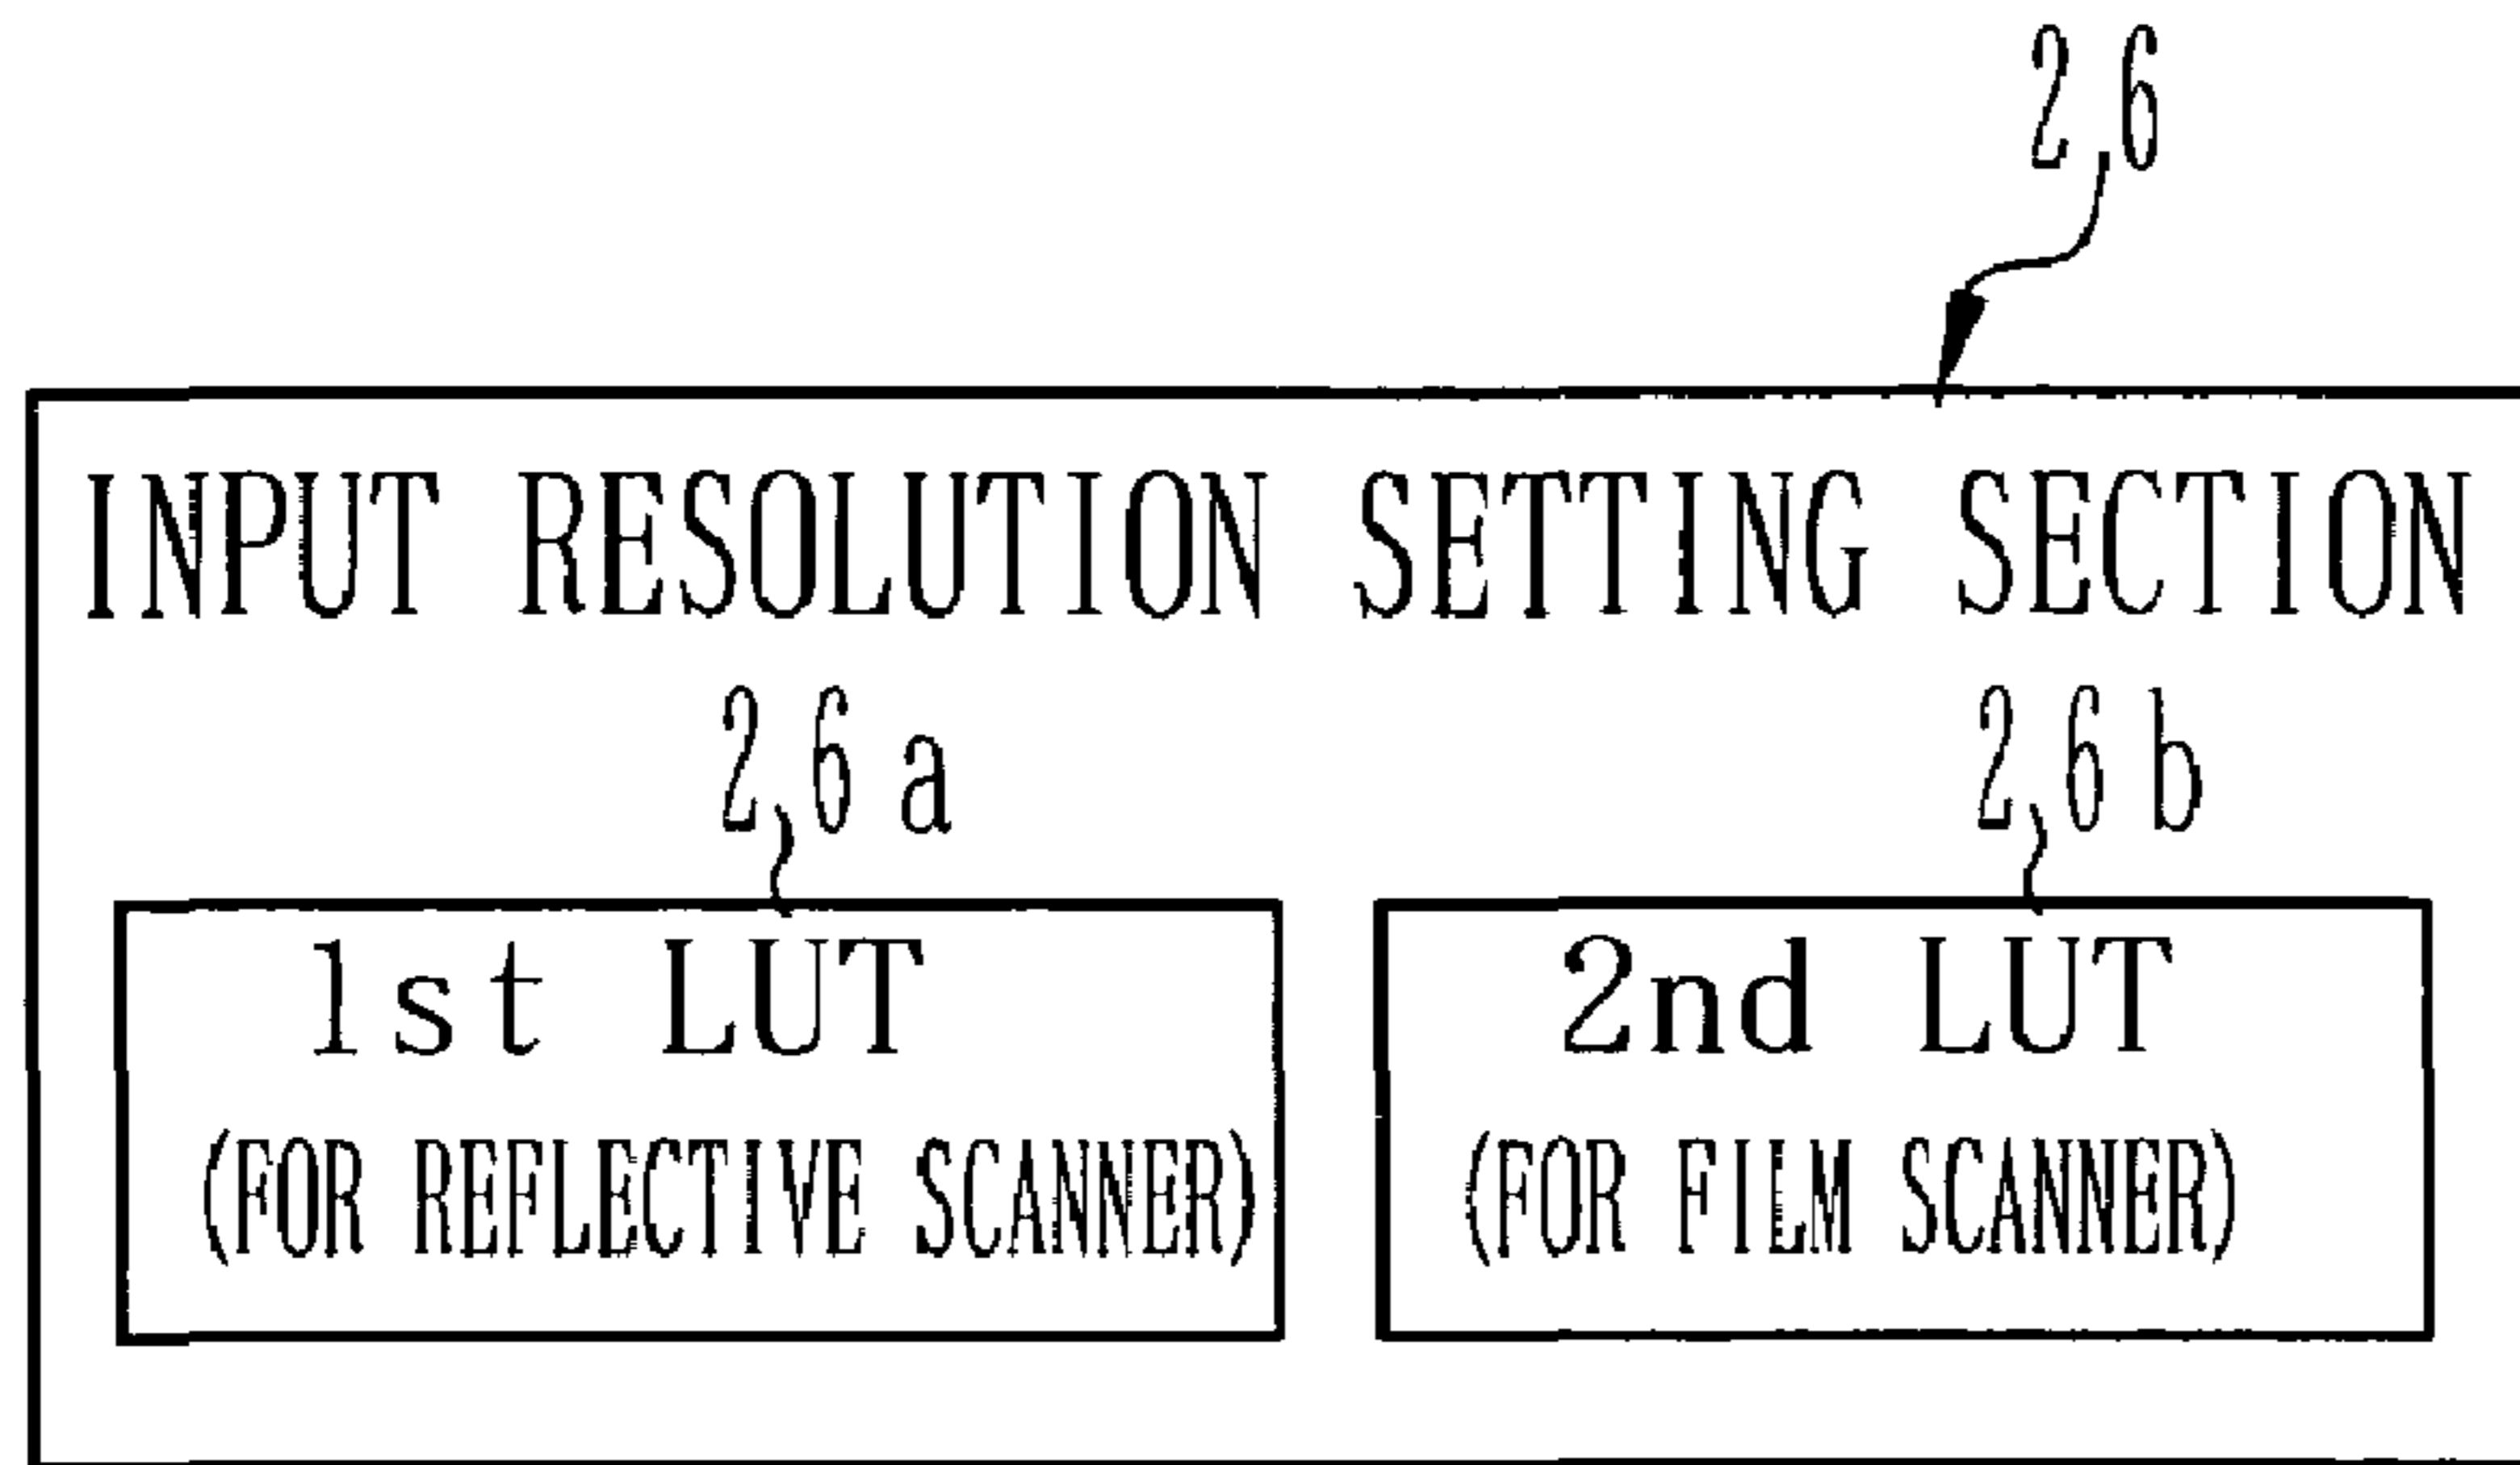 26
INPUT RESOLUTION SETTING SECTION
26a 26b
1st LUT 2nd LUT
(FOR REFLECTIVE SCANNER) (FOR FILM SCANNER)